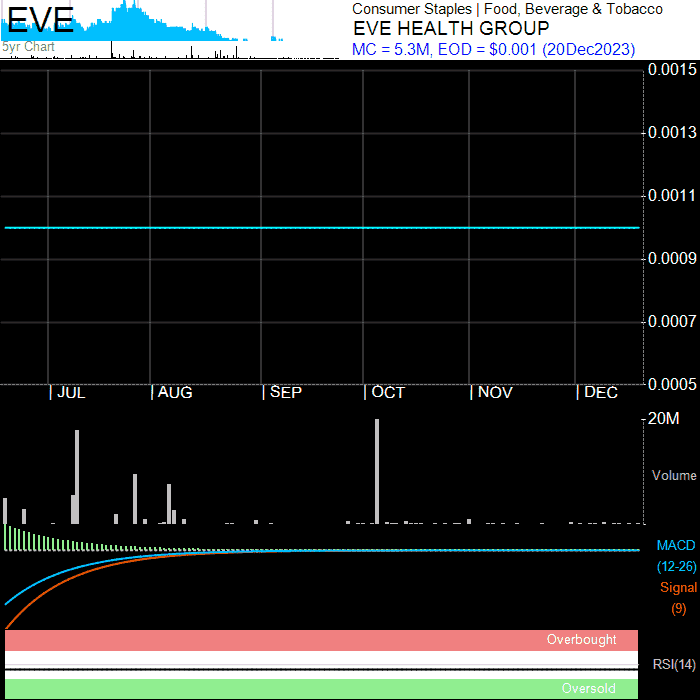 EVE
5yr Chart
Consumer Staples | Food, Beverage & Tobacco
EVE HEALTH GROUP
MC = 5.3M, EOD = $0.001 (20Dec2023)
0.0015
0.0013
0.0011
0.0009
0.0007
0.0005
| JUL | AUG | SEP | OCT | NOV | DEC
20M
Volume
MACD
(12-26)
Signal
(9)
Overbought
RSI(14)
Oversold